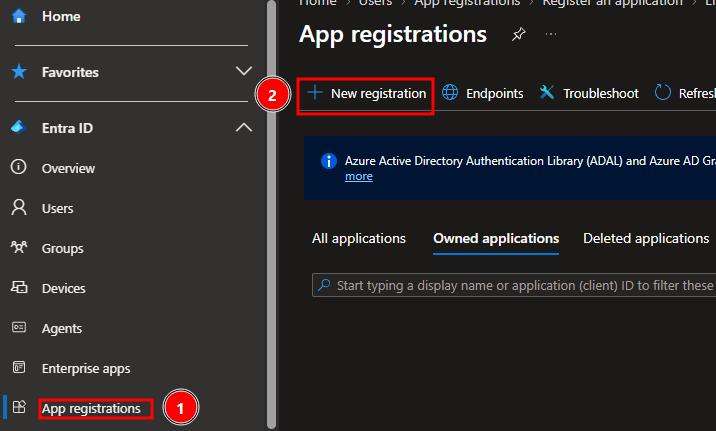 Home
Favorites
Entra ID
Overview
Users
Groups
Devices
Agents
Enterprise apps
App registrations
1
Home > Users > App registrations > Register an application >
App registrations
2
New registration
Endpoints
Troubleshoot
Azure Active Directory Authentication Library (ADAL) and Azure AD
more
All applications
Owned applications
Deleted applications
Start typing a display name or application (client) ID to filter these